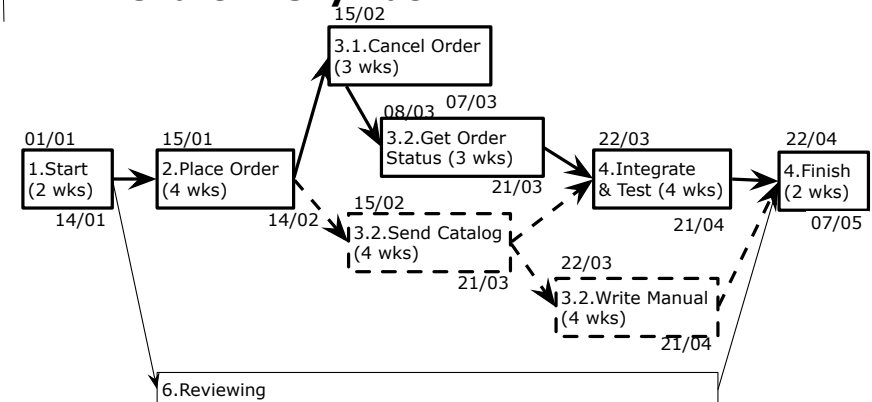 15/02
3.1.Cancel Order
(3 wks)
07/03
08/03
3.2.Get Order
Status (3 wks)
21/03
01/01
1.Start
(2 wks)
14/01
15/01
2.Place Order
(4 wks)
14/02
15/02
3.2.Send Catalog
(4 wks)
21/03
22/03
4.Integrate
& Test (4 wks)
21/04
22/04
4.Finish
(2 wks)
07/05
22/03
3.2.Write Manual
(4 wks)
21/04
6.Reviewing